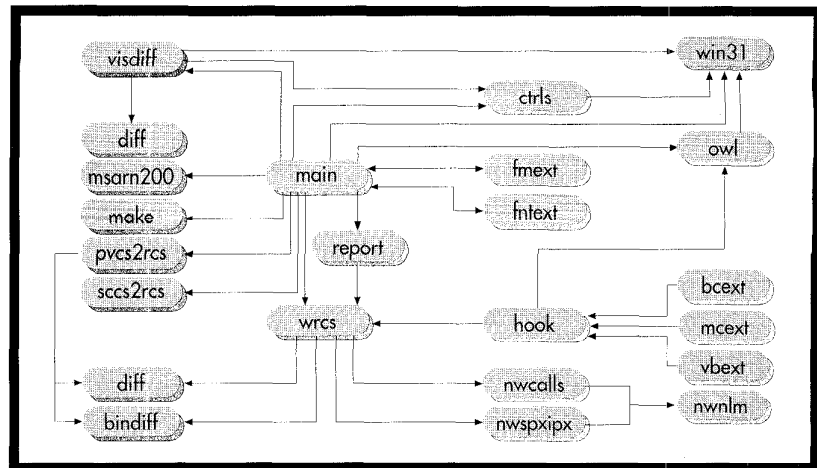 visdiff
win31
ctrls
diff
owl
msarn200
main
fmext
make
fntext
pvcs2rcs
report
sccs2rcs
bcext
wrcs
hook
mcext
vbext
diff
nwcalls
nwnlm
bindiff
nwspxipx